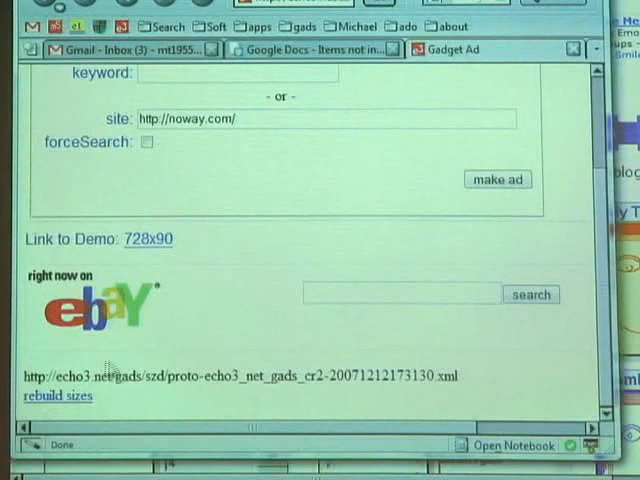 Search Soft apps gads Michael ado about
Gmail - Inbox (3) - mt1955... Google Docs - Items not in... Gadget Ad
keyword:
- or -
site: http://noway.com/
forceSearch:
make ad
Link to Demo: 728x90
right now on
ebaY
search
http://echo3.net/gads/szd/proto-echo3_net_gads_cr2-20071212173130.xml
rebuild sizes
Done
Open Notebook